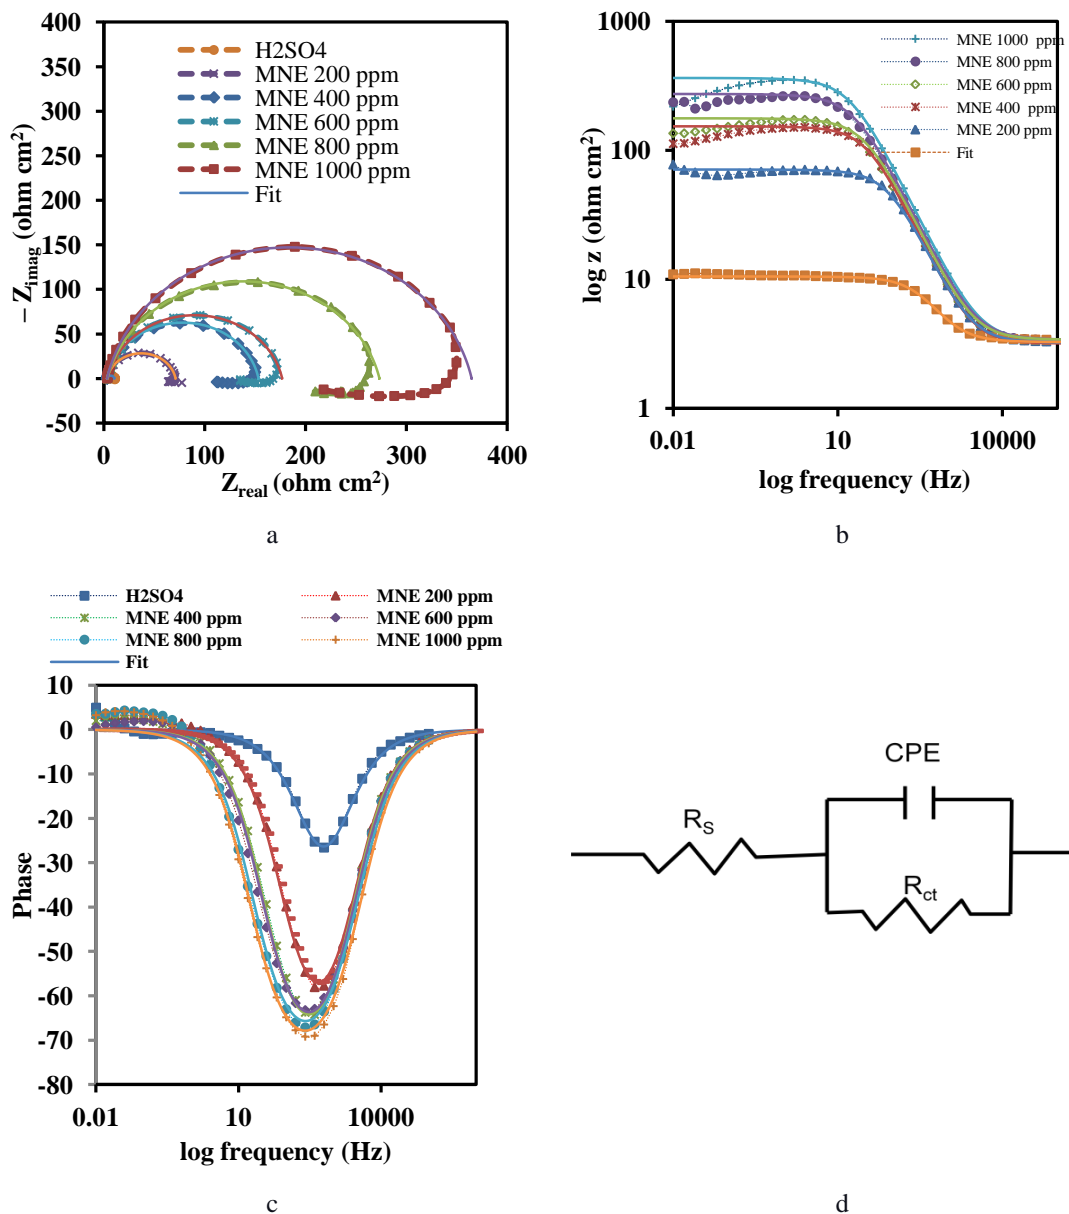 400
350
300
250
200
150
100
50
0
-50
0
100
200
300
400
– Z_imag (ohm cm²)
Z_real (ohm cm²)
H2SO4
MNE 200 ppm
MNE 400 ppm
MNE 600 ppm
MNE 800 ppm
MNE 1000 ppm
Fit
a
1000
100
10
1
0.01
10
10000
log z (ohm cm2)
log frequency (Hz)
MNE 1000 ppm
MNE 800 ppm
MNE 600 ppm
MNE 400 ppm
MNE 200 ppm
Fit
b
H2SO4
MNE 200 ppm
MNE 400 ppm
MNE 600 ppm
MNE 800 ppm
MNE 1000 ppm
Fit
10
0
-10
-20
-30
-40
-50
-60
-70
-80
0.01
10
10000
Phase
log frequency (Hz)
c
CPE
R_S
R_ct
d